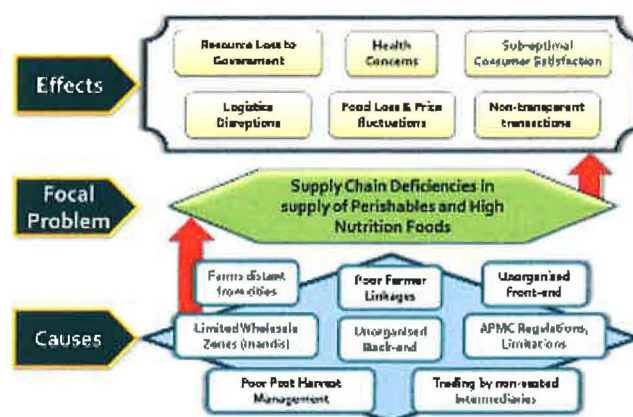 Effects
Resource Loss to
Government
Health
Concerns
Sub-optimal
Consumer Satisfaction
Logistics
Disruptions
Food Loss & Price
fluctuations
Non-transparent
transactions
Focal
Problem
Supply Chain Deficiencies in
supply of Perishables and High
Nutrition Foods
Causes
Farms distant
from cities
Poor Farmer
Linkages
Unorganised
Front-end
Limited Wholesale
Zones (mandis)
Unorganised
Back-end
APMC Regulations,
Limitations
Poor Post Harvest
Management
Trading by
Intermediaries